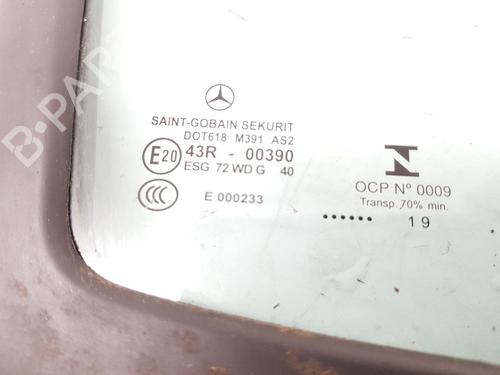 SAINT-GOBAIN SEKURIT
DOT618 M391 AS2
E20 43R - 00390
ESG 72 WD G 40
CCC E 000233
N
OCP Nº 0009
Transp. 70% min.
...... 19
B-PARTS